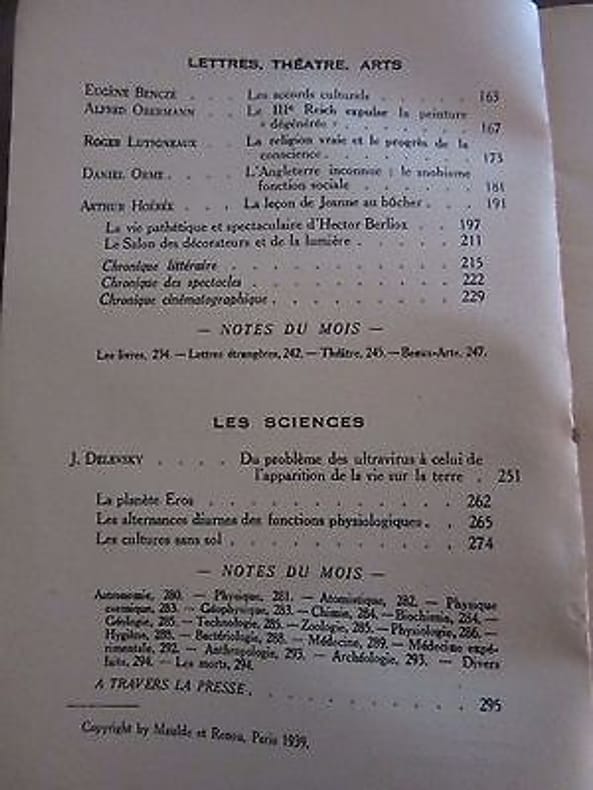 LETTRES, THÉATRE, ARTS
EUGÈNE BENCZE . . . Les accords culturels . . . . . . 163
ALFRED OBERMANN . . Le IIIe Reich expulse la peinture
« dégénérée » . . . . . . . . 167
ROGER LUTIGNEAUX . . La religion vraie et le progrès de la
conscience . . . . . . . . . 173
DANIEL ORME . . . . L'Angleterre inconnue : le snobisme
fonction sociale . . . . . . . 181
ARTHUR HOÉRÉE . . . La leçon de Jeanne au bûcher . . . 191
La vie pathétique et spectaculaire d'Hector Berlioz . . 197
Le Salon des décorateurs et de la lumière . . . . . . 211
Chronique littéraire . . . . . . . . . . . 215
Chronique des spectacles . . . . . . . . . . 222
Chronique cinématographique . . . . . . . . . 229
— NOTES DU MOIS —
Les livres, 234. — Lettres étrangères, 242. — Théâtre, 245. — Beaux-Arts, 247.
LES SCIENCES
J. DELEVSKY . . . . Du problème des ultravirus à celui de
l'apparition de la vie sur la terre . 251
La planète Eros . . . . . . . . . . . . 262
Les alternances diurnes des fonctions physiologiques . . 265
Les cultures sans sol . . . . . . . . . . . 274
— NOTES DU MOIS —
Astronomie, 280. — Physique, 281. — Atomistique, 282. — Physique
cosmique, 283. — Géophysique, 283. — Chimie, 284. — Biochimie, 284. —
Géologie, 285. — Technologie, 285. — Zoologie, 285. — Physiologie, 286. —
Hygiène, 288. — Bactériologie, 288. — Médecine, 289. — Médecine expé-
rimentale, 292. — Anthropologie, 293. — Archéologie, 293. — Divers
faits, 294. — Les morts, 294.
A TRAVERS LA PRESSE . . . . . . . . . . . 295
Copyright by Maulde et Renou, Paris 1939.